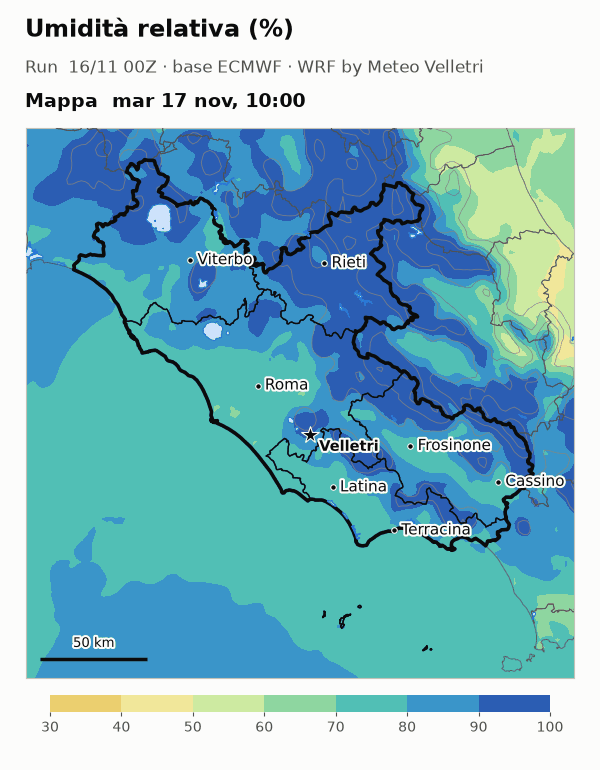 Umidità relativa (%)
Run  16/11 00Z · base ECMWF · WRF by Meteo Velletri
Mappa  mar 17 nov, 10:00
Viterbo
Rieti
Roma
Velletri
Frosinone
Latina
Cassino
Terracina
50 km
30 40 50 60 70 80 90 100